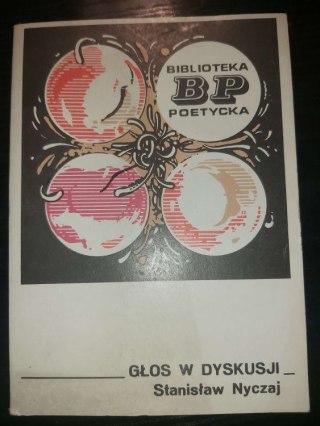 BIBLIOTEKA
BP
POETYCKA
GŁOS W DYSKUSJI
Stanisław Nyczaj